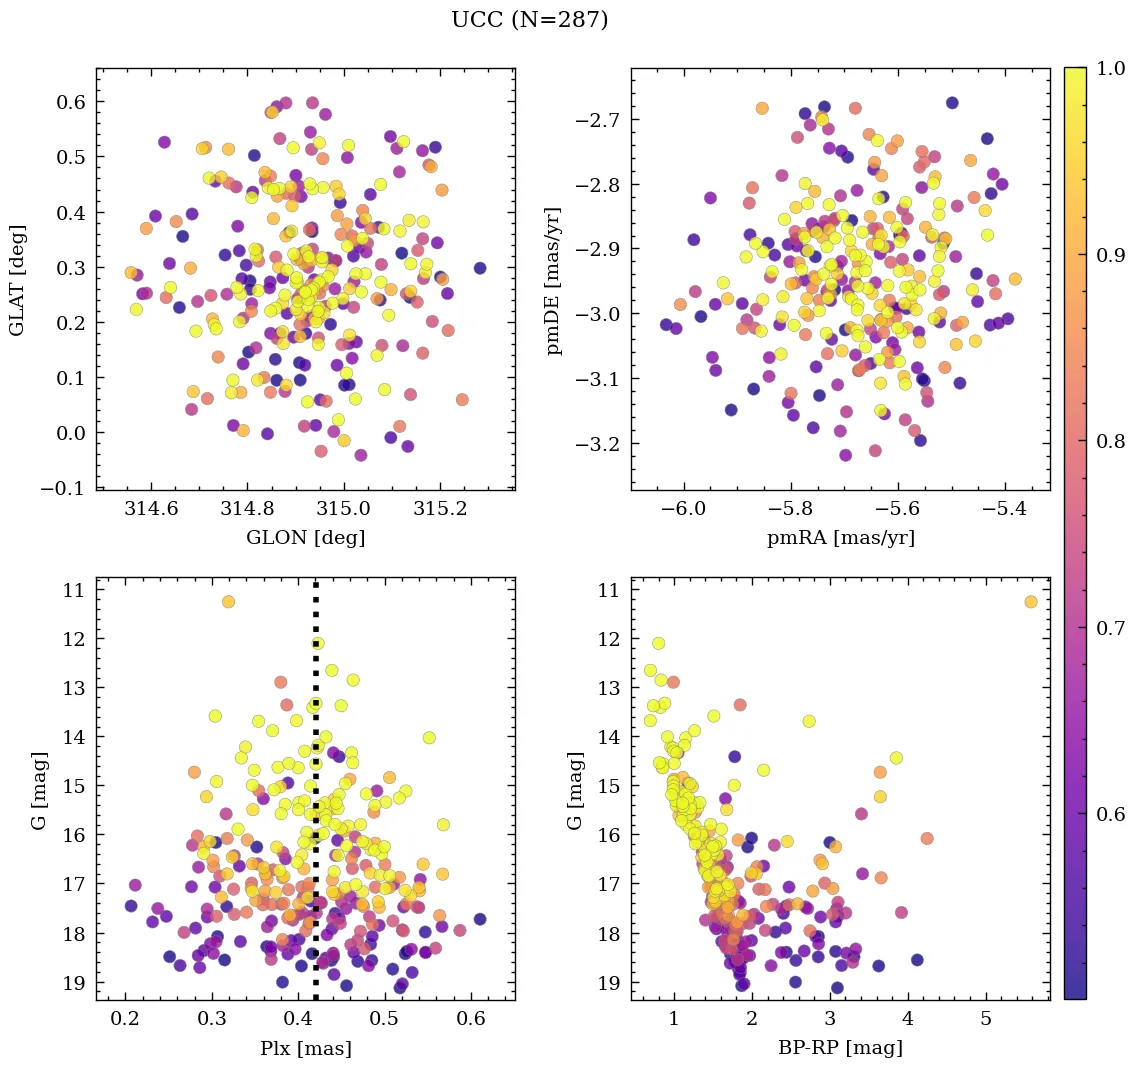 UCC (N=287)
0.6
0.5
0.4
0.3
0.2
0.1
0.0
−0.1
GLAT [deg]
314.6 314.8 315.0 315.2
GLON [deg]
−2.7
−2.8
−2.9
−3.0
−3.1
−3.2
pmDE [mas/yr]
−6.0 −5.8 −5.6 −5.4
pmRA [mas/yr]
1.0
0.9
0.8
0.7
0.6
11
12
13
14
15
16
17
18
19
G [mag]
0.2 0.3 0.4 0.5 0.6
Plx [mas]
11
12
13
14
15
16
17
18
19
G [mag]
1 2 3 4 5
BP-RP [mag]